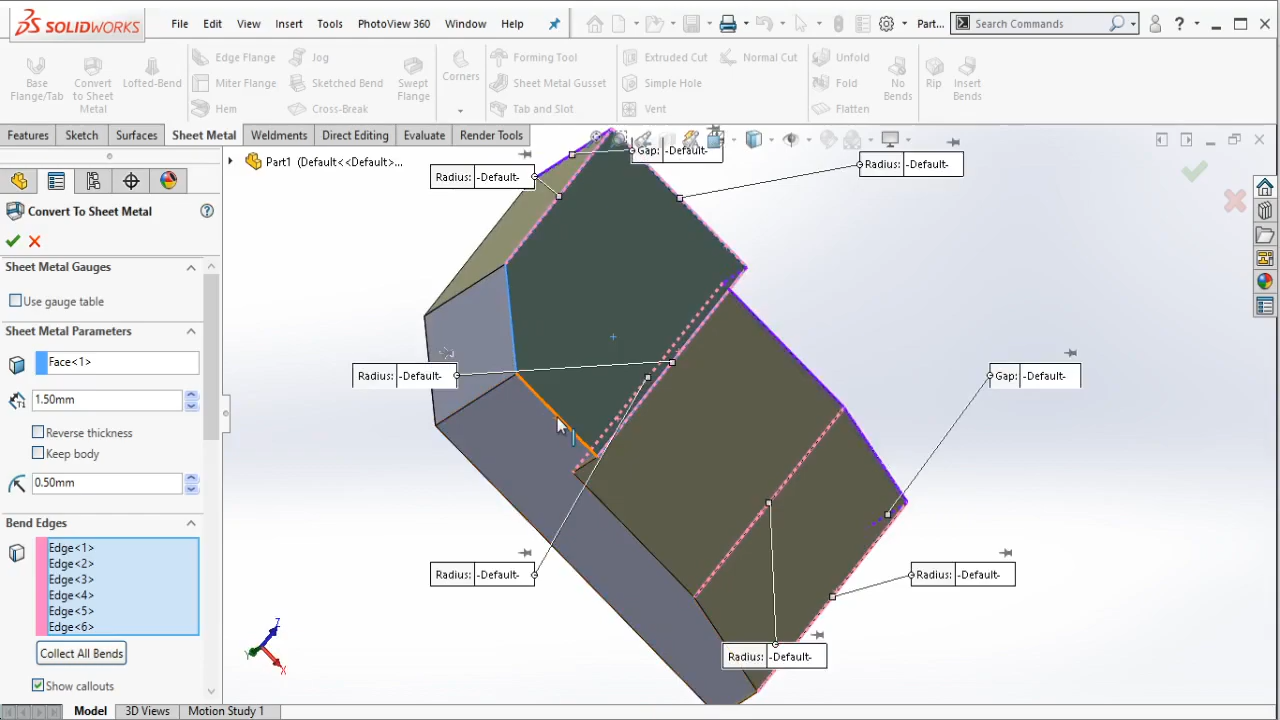 SOLIDWORKS File Edit View Insert Tools PhotoView 360 Window Help Part... Search Commands ?
Base Flange/Tab
Convert to Sheet Metal
Lofted-Bend
Edge Flange
Miter Flange
Hem
Jog
Sketched Bend
Cross-Break
Swept Flange
Corners
Forming Tool
Sheet Metal Gusset
Tab and Slot
Extruded Cut
Simple Hole
Vent
Normal Cut
Unfold
Fold
Flatten
No Bends
Rip
Insert Bends
Features Sketch Surfaces Sheet Metal Weldments Direct Editing Evaluate Render Tools
Part1 (Default<<Default>...
Convert To Sheet Metal ?
Sheet Metal Gauges
Use gauge table
Sheet Metal Parameters
Face<1>
1.50mm
Reverse thickness
Keep body
0.50mm
Bend Edges
Edge<1>
Edge<2>
Edge<3>
Edge<4>
Edge<5>
Edge<6>
Collect All Bends
Show callouts
Gap: -Default-
Radius: -Default-
Radius: -Default-
Radius: -Default-
Gap: -Default-
Radius: -Default-
Radius: -Default-
Radius: -Default-
Z
Y
X
Model 3D Views Motion Study 1